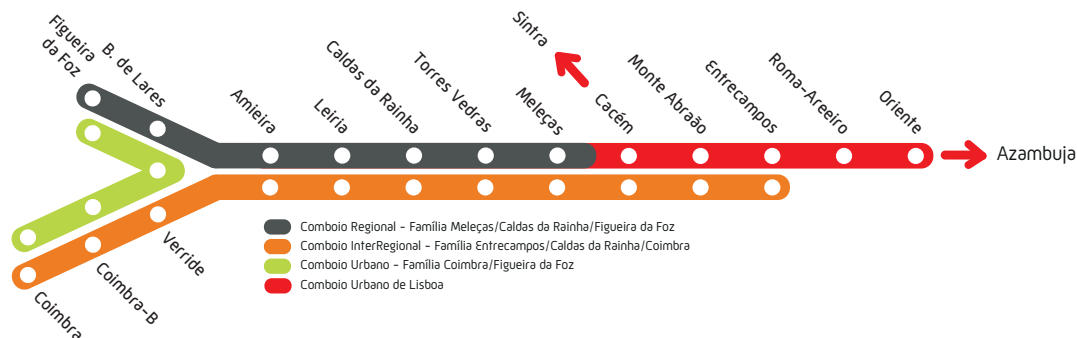 Figueira
da Foz
B. de Lares
Amieira
Leiria
Caldas da Rainha
Torres Vedras
Meleças
Sintra
Cacém
Monte Abraão
Entrecampos
Roma-Areeiro
Oriente
Azambuja
Comboio Regional - Família Meleças/Caldas da Rainha/Figueira da Foz
Comboio InterRegional - Família Entrecampos/Caldas da Rainha/Coimbra
Comboio Urbano - Família Coimbra/Figueira da Foz
Comboio Urbano de Lisboa
Verride
Coimbra-B
Coimbra